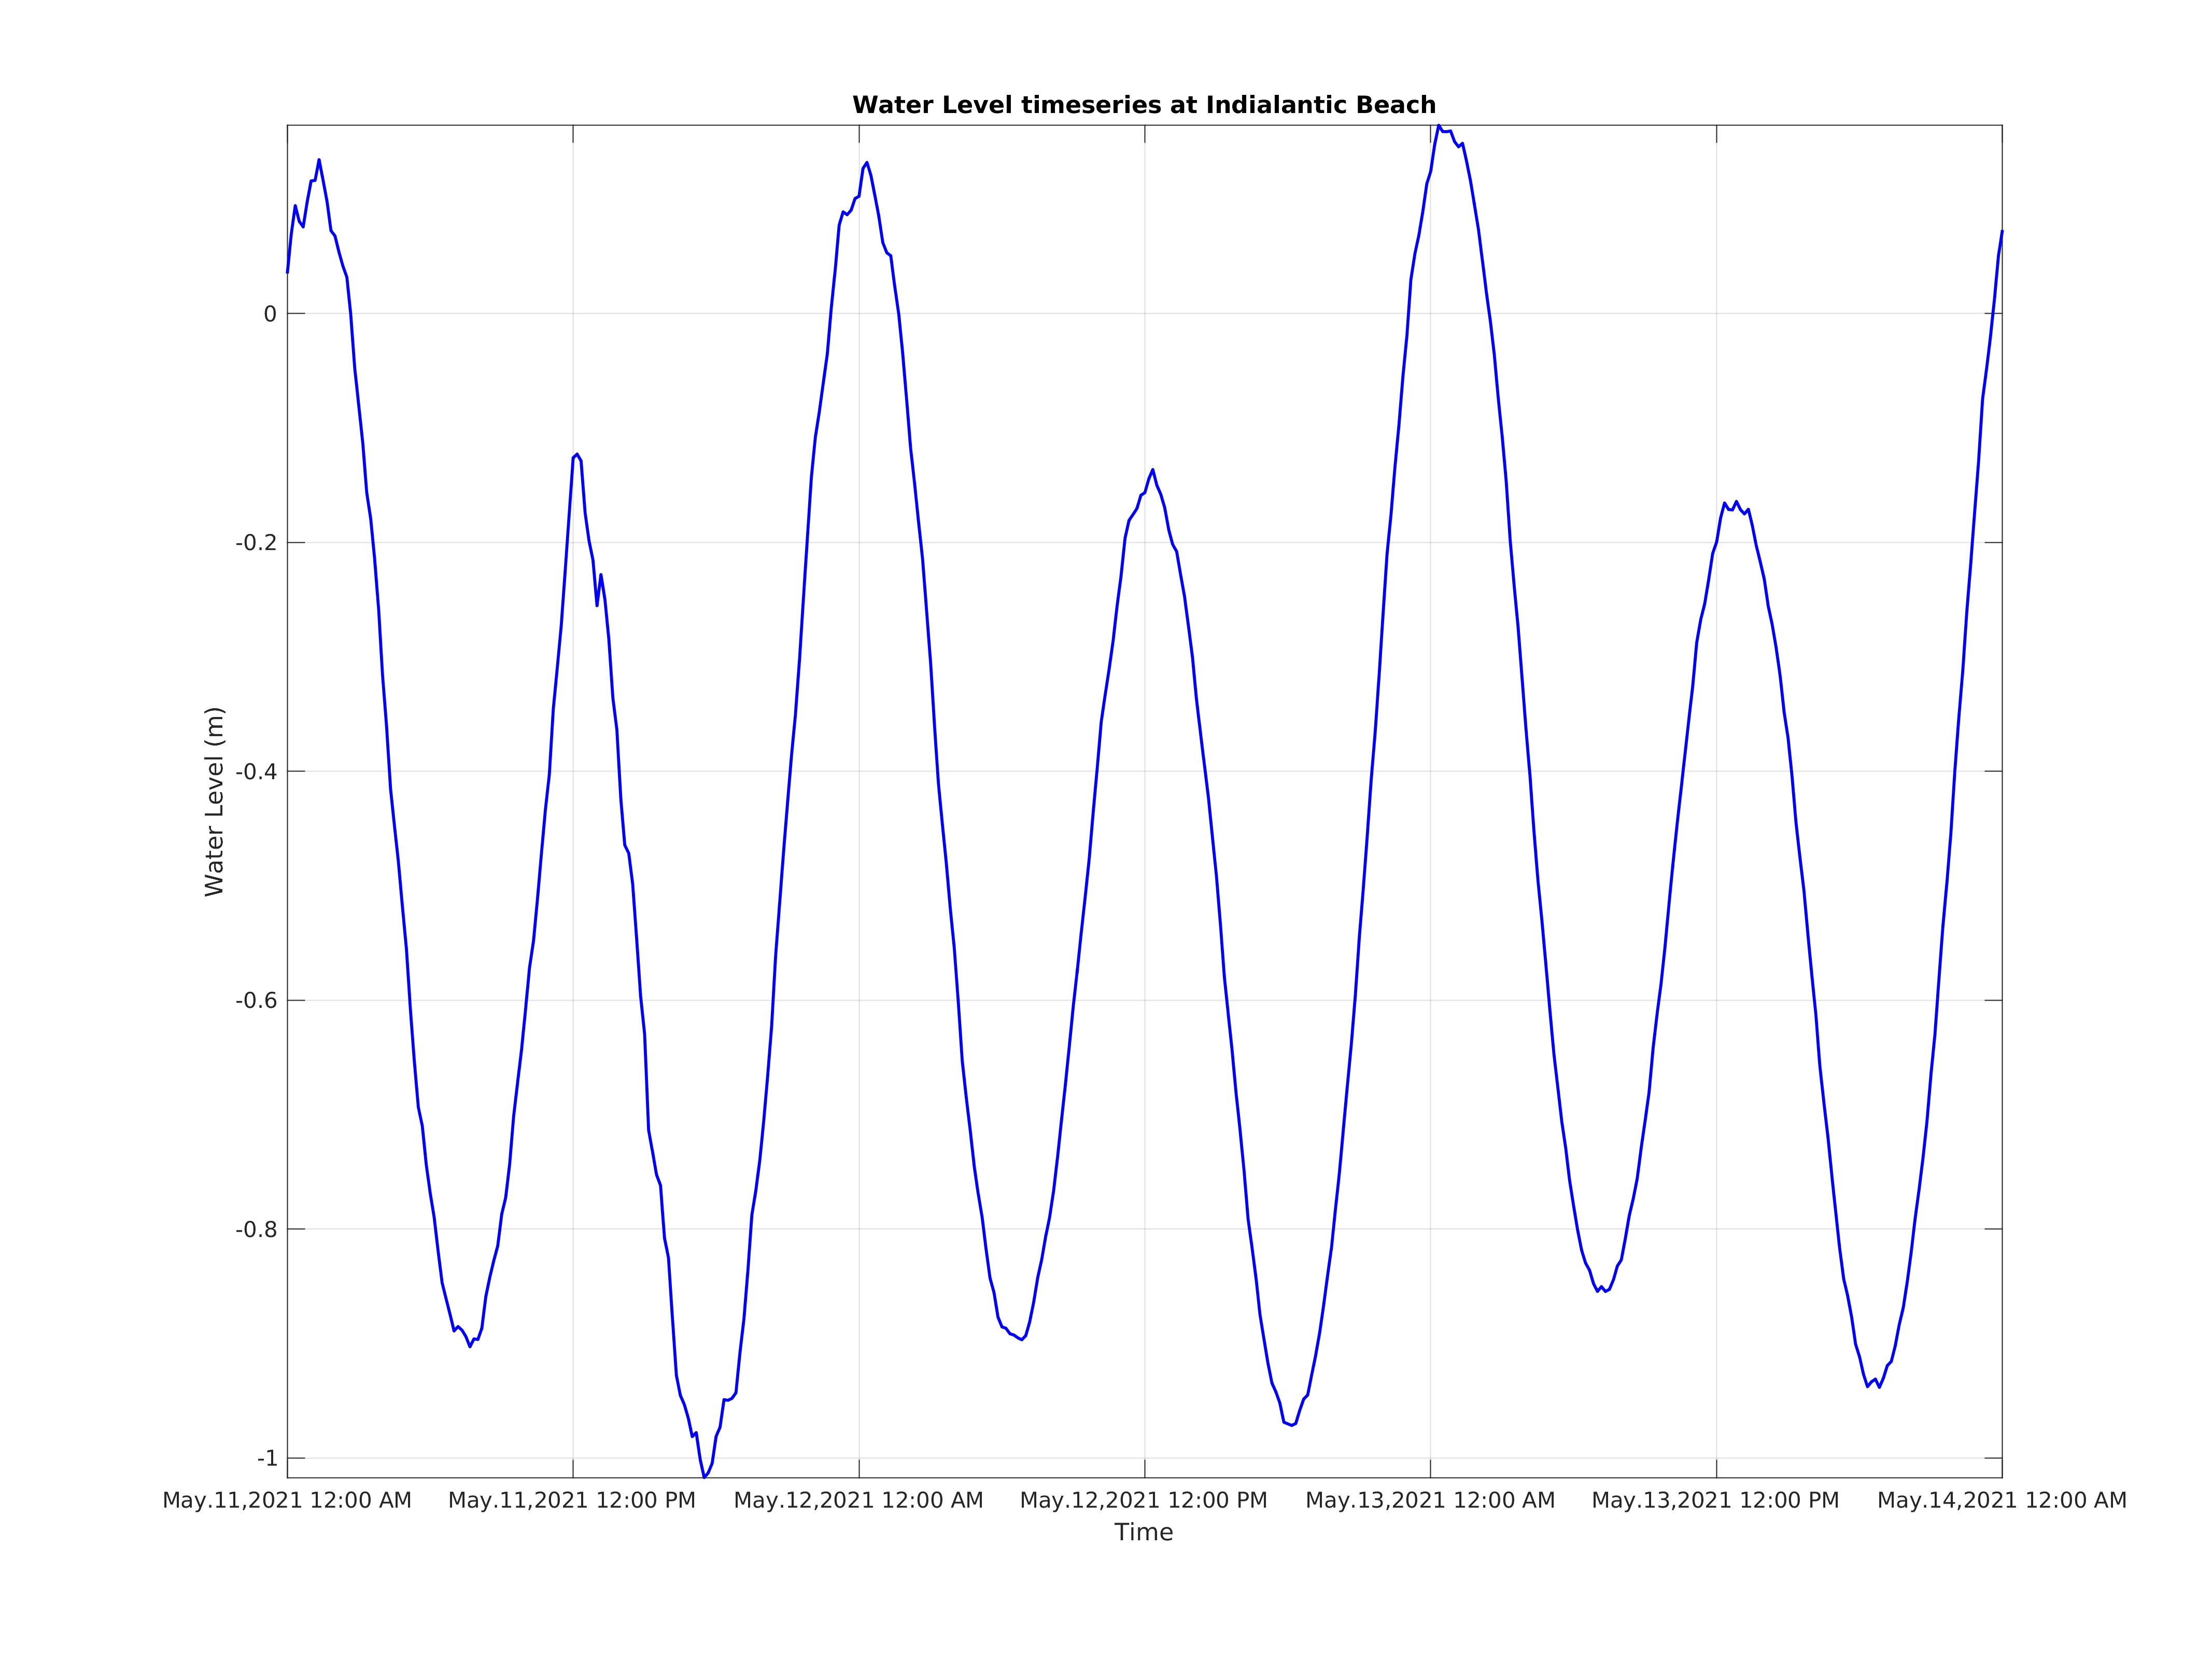 Water Level timeseries at Indialantic Beach
0
-0.2
-0.4
-0.6
-0.8
-1
Water Level (m)
May.11,2021 12:00 AM May.11,2021 12:00 PM May.12,2021 12:00 AM May.12,2021 12:00 PM May.13,2021 12:00 AM May.13,2021 12:00 PM May.14,2021 12:00 AM
Time